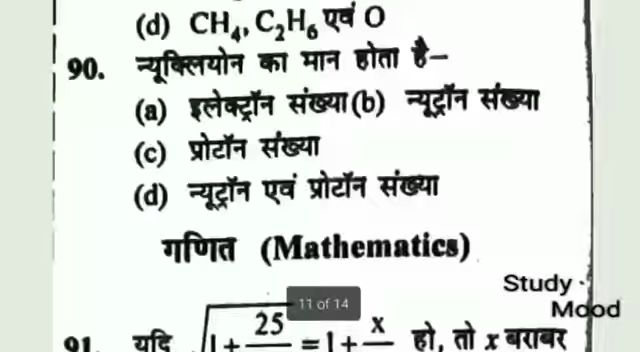 (d) CH₄, C₂H₆ एवं O
90. न्यूक्लियोन का मान होता है–
(a) इलेक्ट्रॉन संख्या (b) न्यूट्रॉन संख्या
(c) प्रोटॉन संख्या
(d) न्यूट्रॉन एवं प्रोटॉन संख्या
गणित (Mathematics)
Study
Mood
11 of 14
91. यदि √1 + 25 = 1 + x हो, तो x बराबर